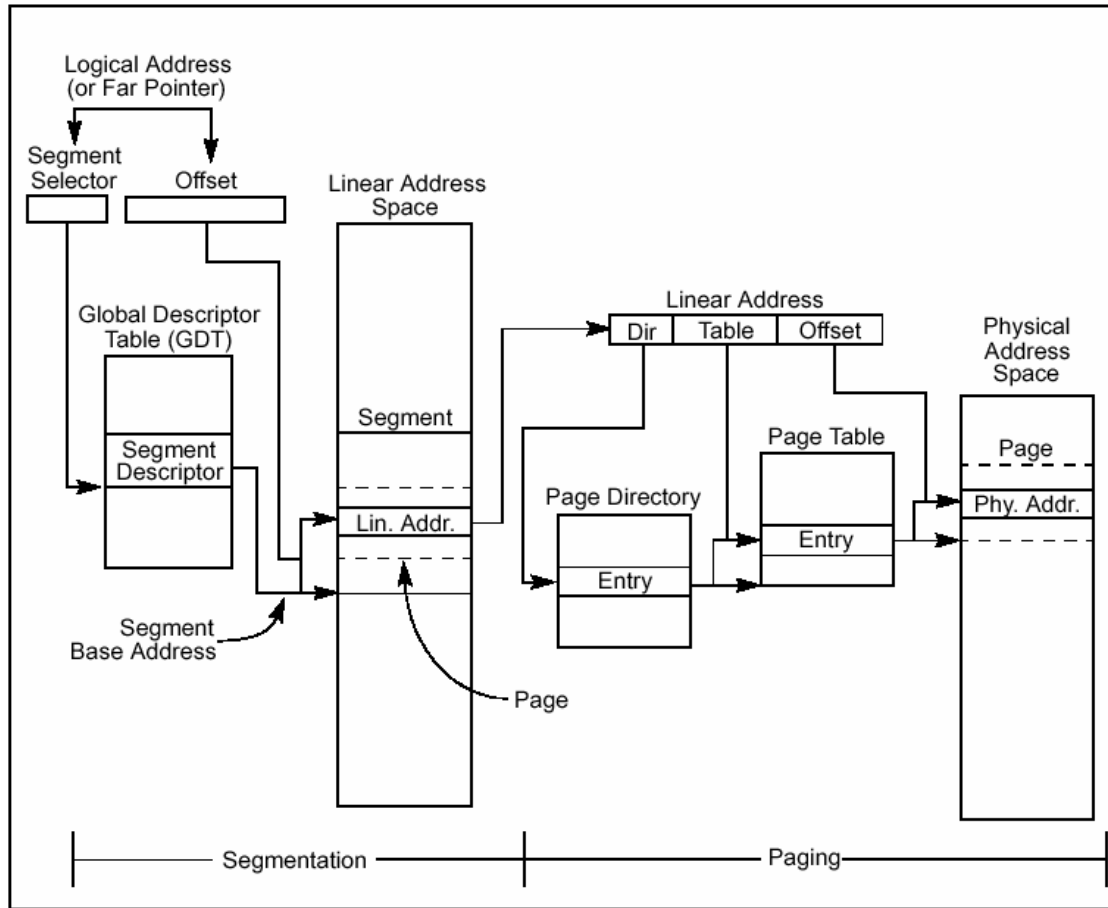 Logical Address
(or Far Pointer)
Segment
Selector
Offset
Linear Address
Space
Global Descriptor
Table (GDT)
Segment
Descriptor
Segment
Lin. Addr.
Segment
Base Address
Page
Linear Address
Dir
Table
Offset
Physical
Address
Space
Page Directory
Entry
Page Table
Entry
Page
Phy. Addr.
Segmentation
Paging